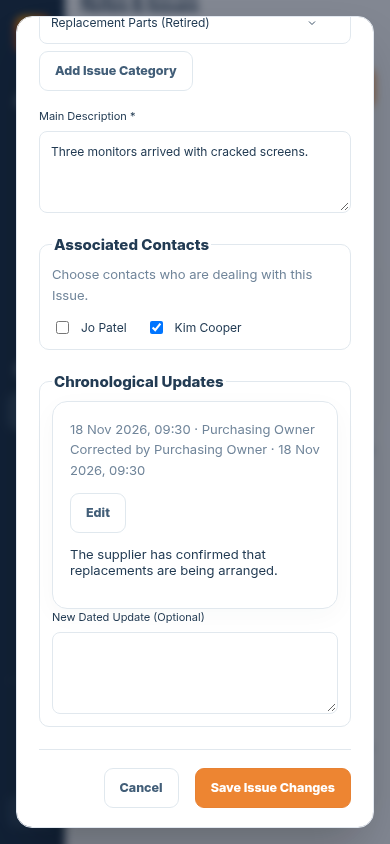 Replacement Parts (Retired)
Add Issue Category
Main Description *
Three monitors arrived with cracked screens.
Associated Contacts
Choose contacts who are dealing with this
Issue.
Jo Patel
Kim Cooper
Chronological Updates
18 Nov 2026, 09:30 · Purchasing Owner
Corrected by Purchasing Owner · 18 Nov
2026, 09:30
Edit
The supplier has confirmed that
replacements are being arranged.
New Dated Update (Optional)
Cancel
Save Issue Changes